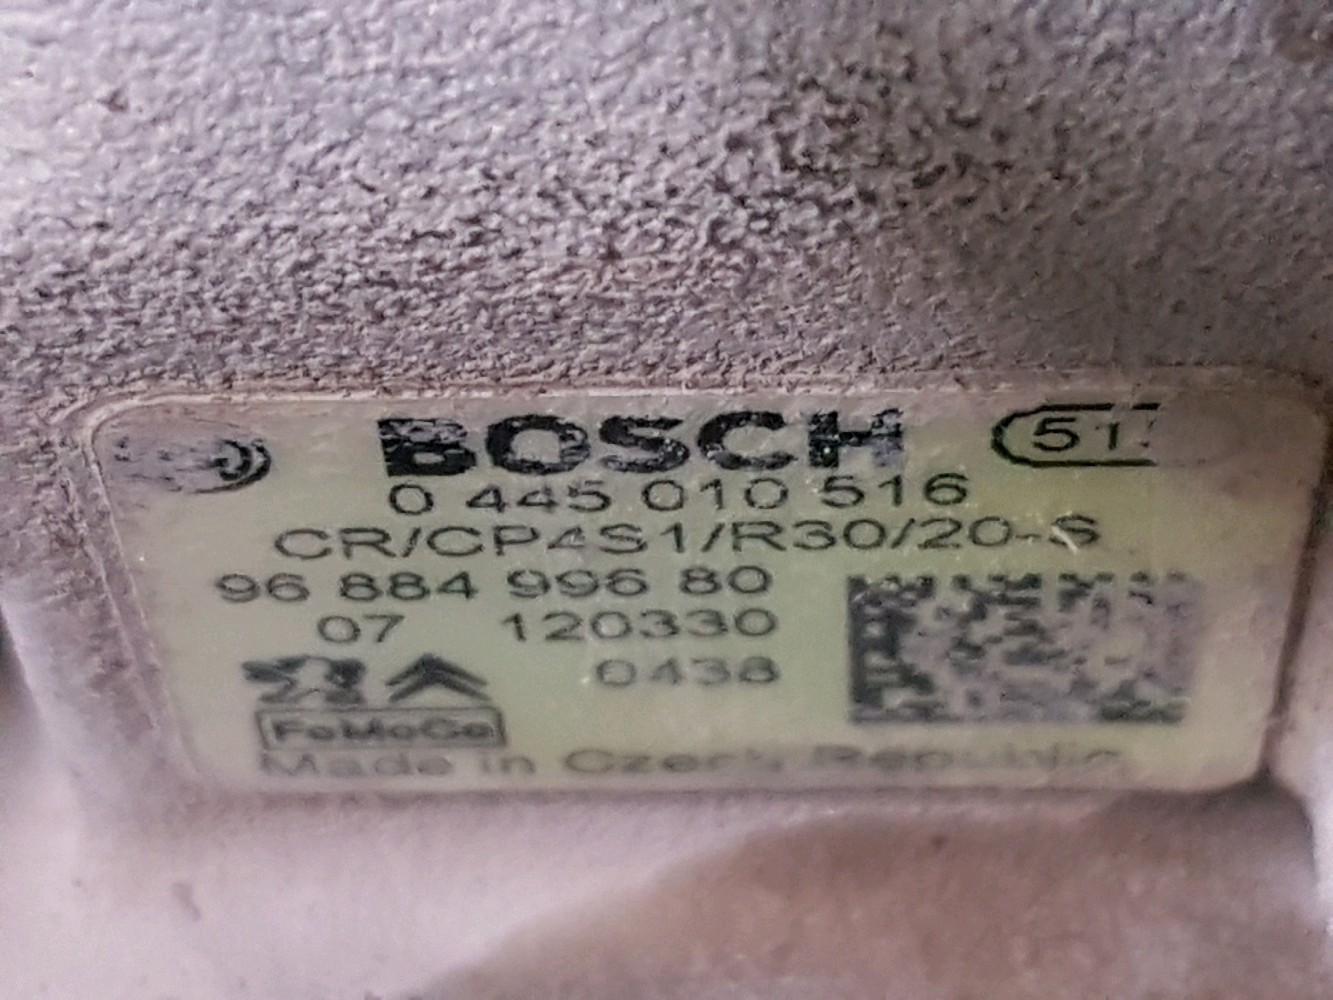 BOSCH
0 445 010 516
CR/CP4S1/R30/20-S
96 884 996 80
07 120330
0438
FoMoCo
Made in Czech Republic